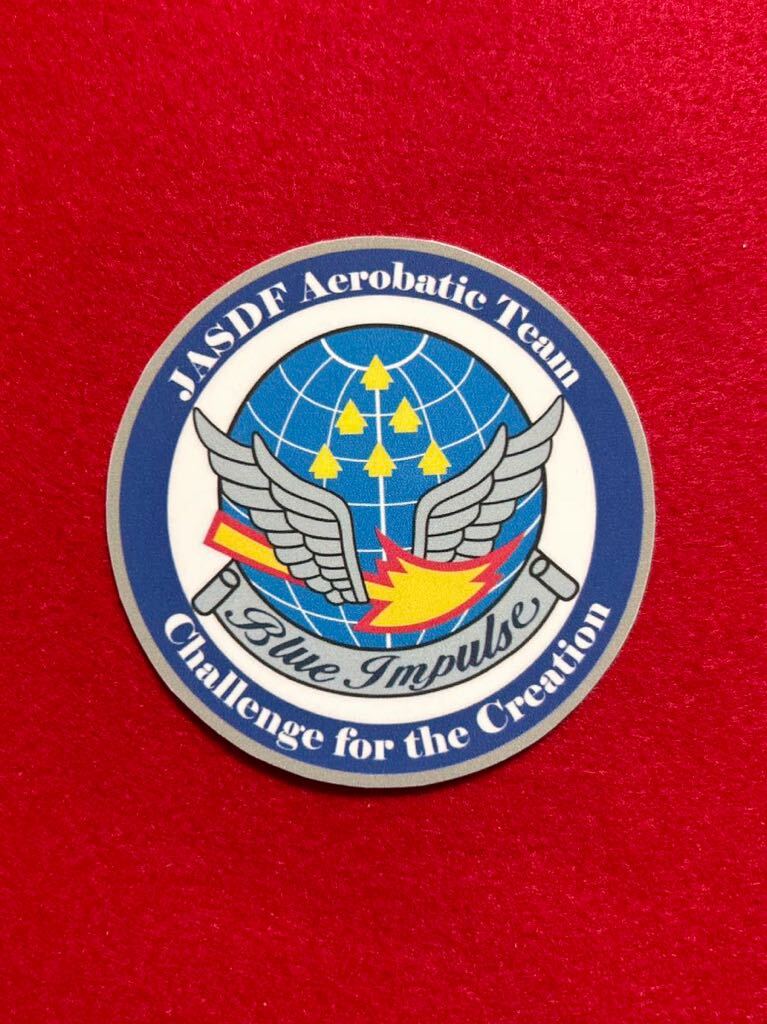 JASDF Aerobatic Team
Blue Impulse
Challenge for the Creation